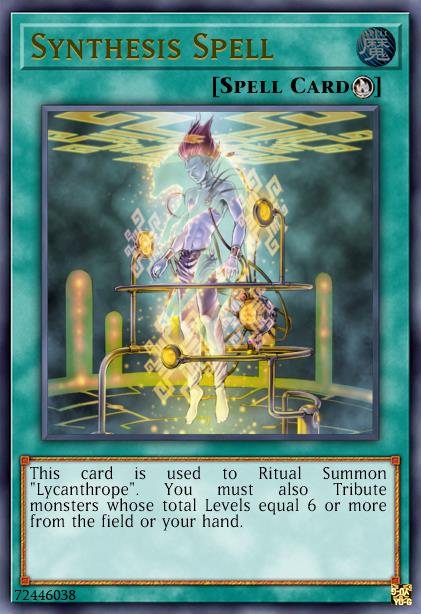 SYNTHESIS SPELL
魔
[SPELL CARD]
This card is used to Ritual Summon
"Lycanthrope". You must also Tribute
monsters whose total Levels equal 6 or more
from the field or your hand.
72446038